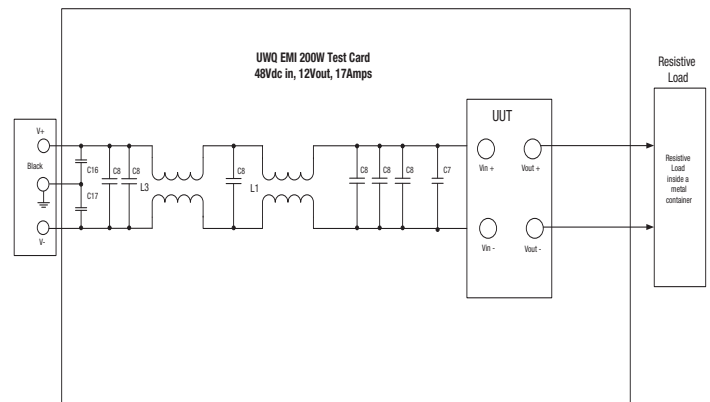 UWQ EMI 200W Test Card
48Vdc in, 12Vout, 17Amps
Resistive
Load
UUT
V+
Black
V-
C16
C17
C8
C8
L3
C8
L1
C8
C8
C8
C7
Vin +
Vout +
Vin -
Vout -
Resistive
Load
inside a
metal
container